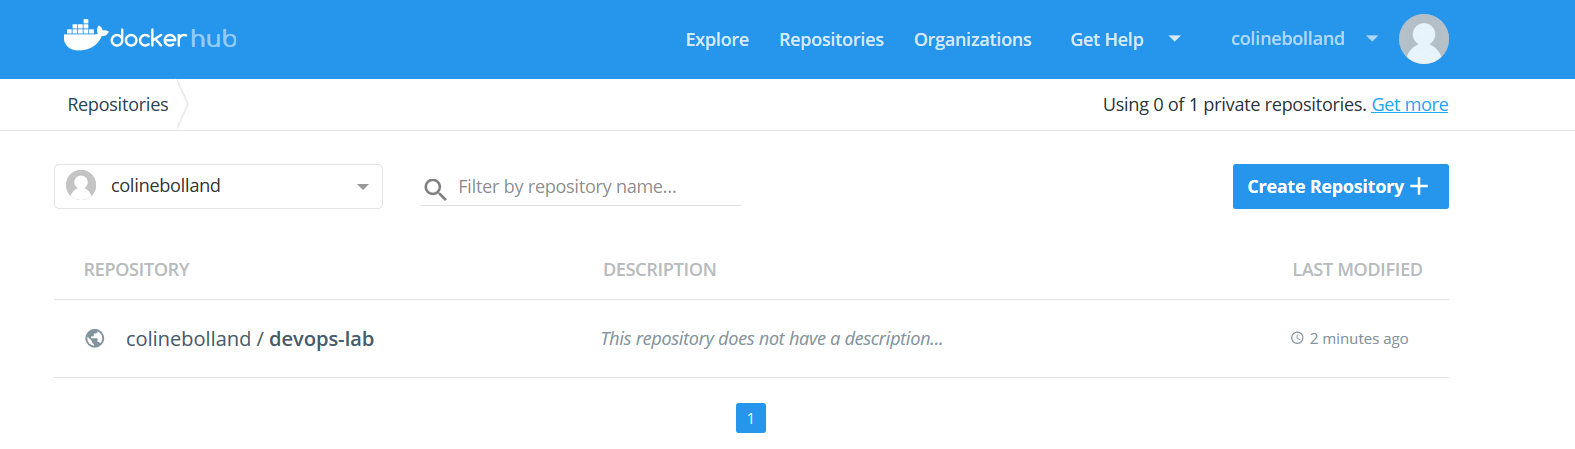 docker hub
Explore Repositories Organizations Get Help colinebolland
Repositories
Using 0 of 1 private repositories. Get more
colinebolland
Filter by repository name...
Create Repository +
REPOSITORY DESCRIPTION LAST MODIFIED
colinebolland / devops-lab This repository does not have a description... 2 minutes ago
1